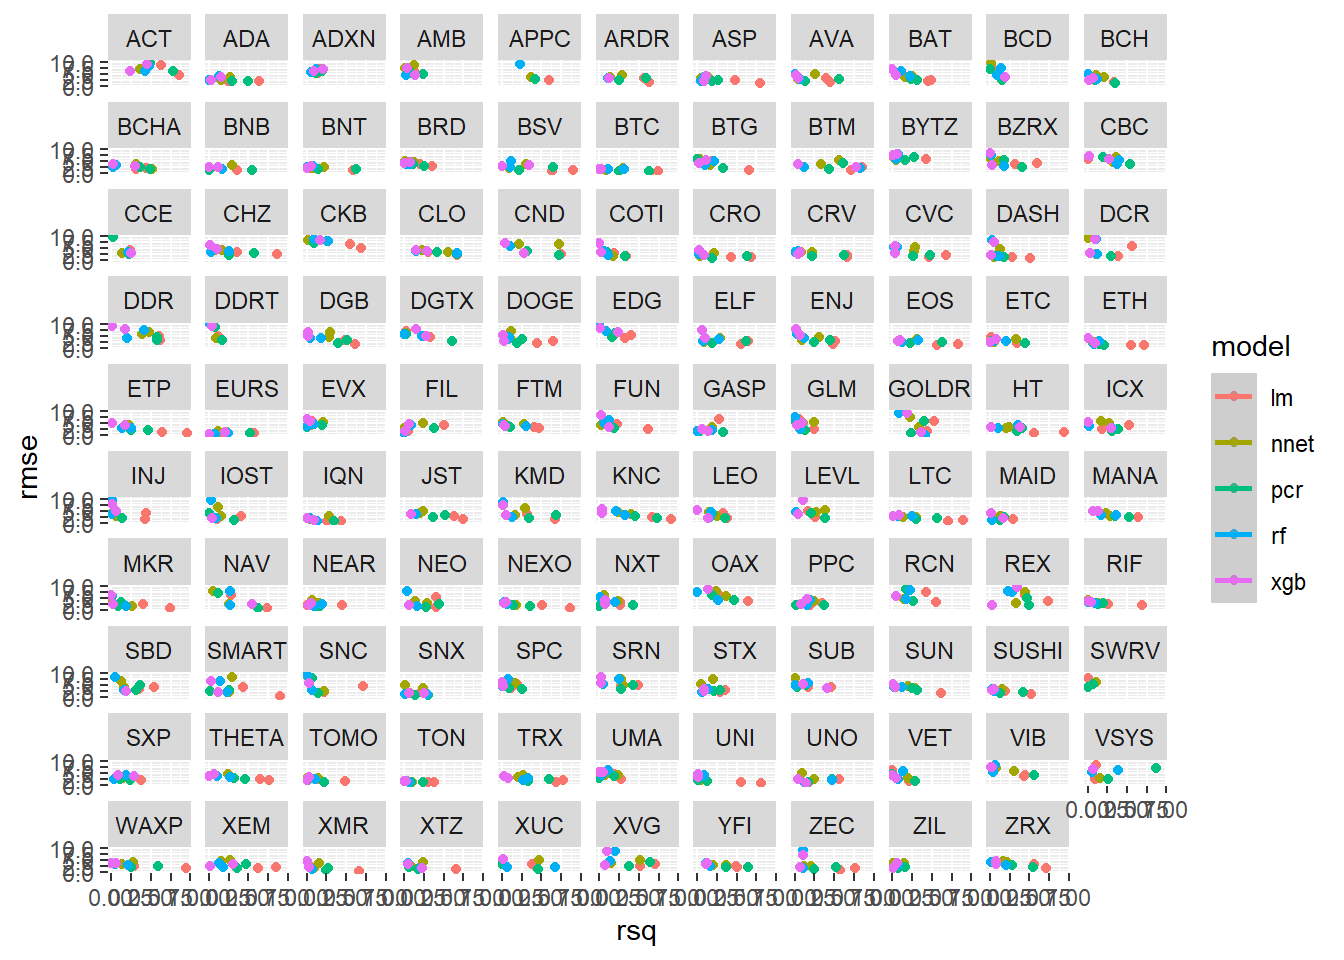 ACT ADA ADXN AMB APPC ARDR ASP AVA BAT BCD BCH
BCHA BNB BNT BRD BSV BTC BTG BTM BYTZ BZRX CBC
CCE CHZ CKB CLO CND COTI CRO CRV CVC DASH DCR
DDR DDRT DGB DGTX DOGE EDG ELF ENJ EOS ETC ETH
model
ETP EURS EVX FIL FTM FUN GASP GLM GOLDR HT ICX
lm
nnet
rmse
INJ IOST IQN JST KMD KNC LEO LEVL LTC MAID MANA
pcr
rf
MKR NAV NEAR NEO NEXO NXT OAX PPC RCN REX RIF
xgb
SBD SMART SNC SNX SPC SRN STX SUB SUN SUSHI SWRV
SXP THETA TOMO TON TRX UMA UNI UNO VET VIB VSYS
WAXP XEM XMR XTZ XUC XVG YFI ZEC ZIL ZRX
rsq